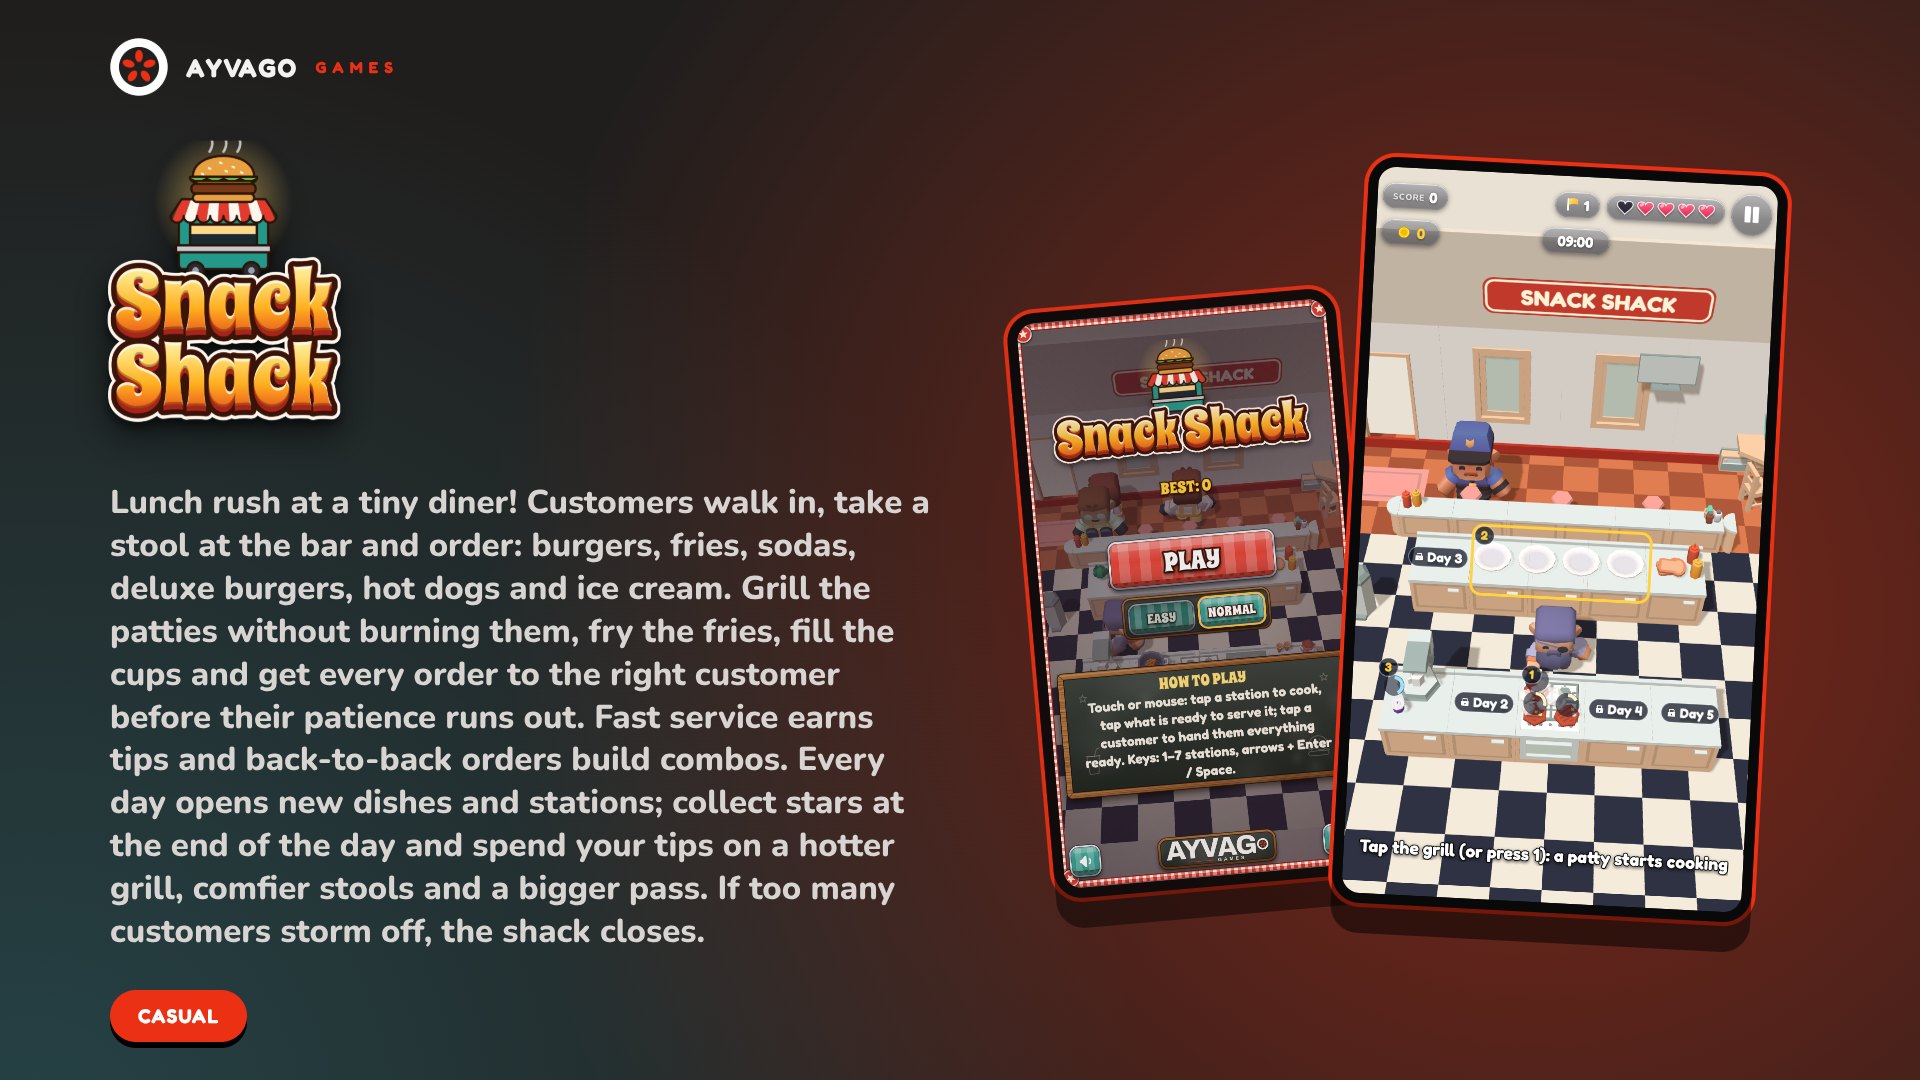 AYVAGO GAMES
Snack
Shack
Lunch rush at a tiny diner! Customers walk in, take a
stool at the bar and order: burgers, fries, sodas,
deluxe burgers, hot dogs and ice cream. Grill the
patties without burning them, fry the fries, fill the
cups and get every order to the right customer
before their patience runs out. Fast service earns
tips and back-to-back orders build combos. Every
day opens new dishes and stations; collect stars at
the end of the day and spend your tips on a hotter
grill, comfier stools and a bigger pass. If too many
customers storm off, the shack closes.
CASUAL
SHACK
Snack Shack
BEST: 0
PLAY
EASY NORMAL
HOW TO PLAY
Touch or mouse: tap a station to cook,
tap what is ready to serve it; tap a
customer to hand them everything
ready. Keys: 1–7 stations, arrows + Enter
/ Space.
AYVAGO
GAMES
SCORE 0
1
0
09:00
SNACK SHACK
2
Day 3
3
1
Day 2
Day 4
Day 5
Tap the grill (or press 1): a patty starts cooking